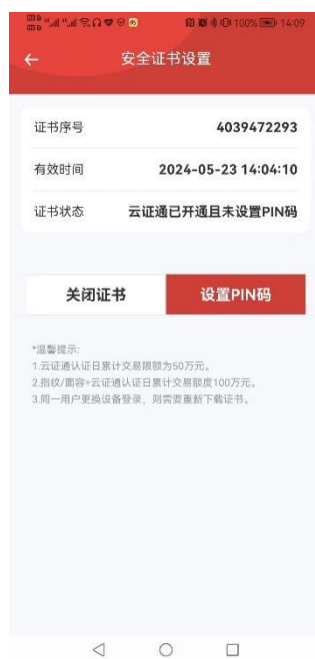 100% 14:09
安全证书设置
证书序号 4039472293
有效时间 2024-05-23 14:04:10
证书状态 云证通已开通且未设置PIN码
关闭证书 设置PIN码
*温馨提示:
1.云证通认证日累计交易限额为50万元。
2.指纹/面容+云证通认证日累计交易额度100万元。
3.同一用户更换设备登录，则需要重新下载证书。